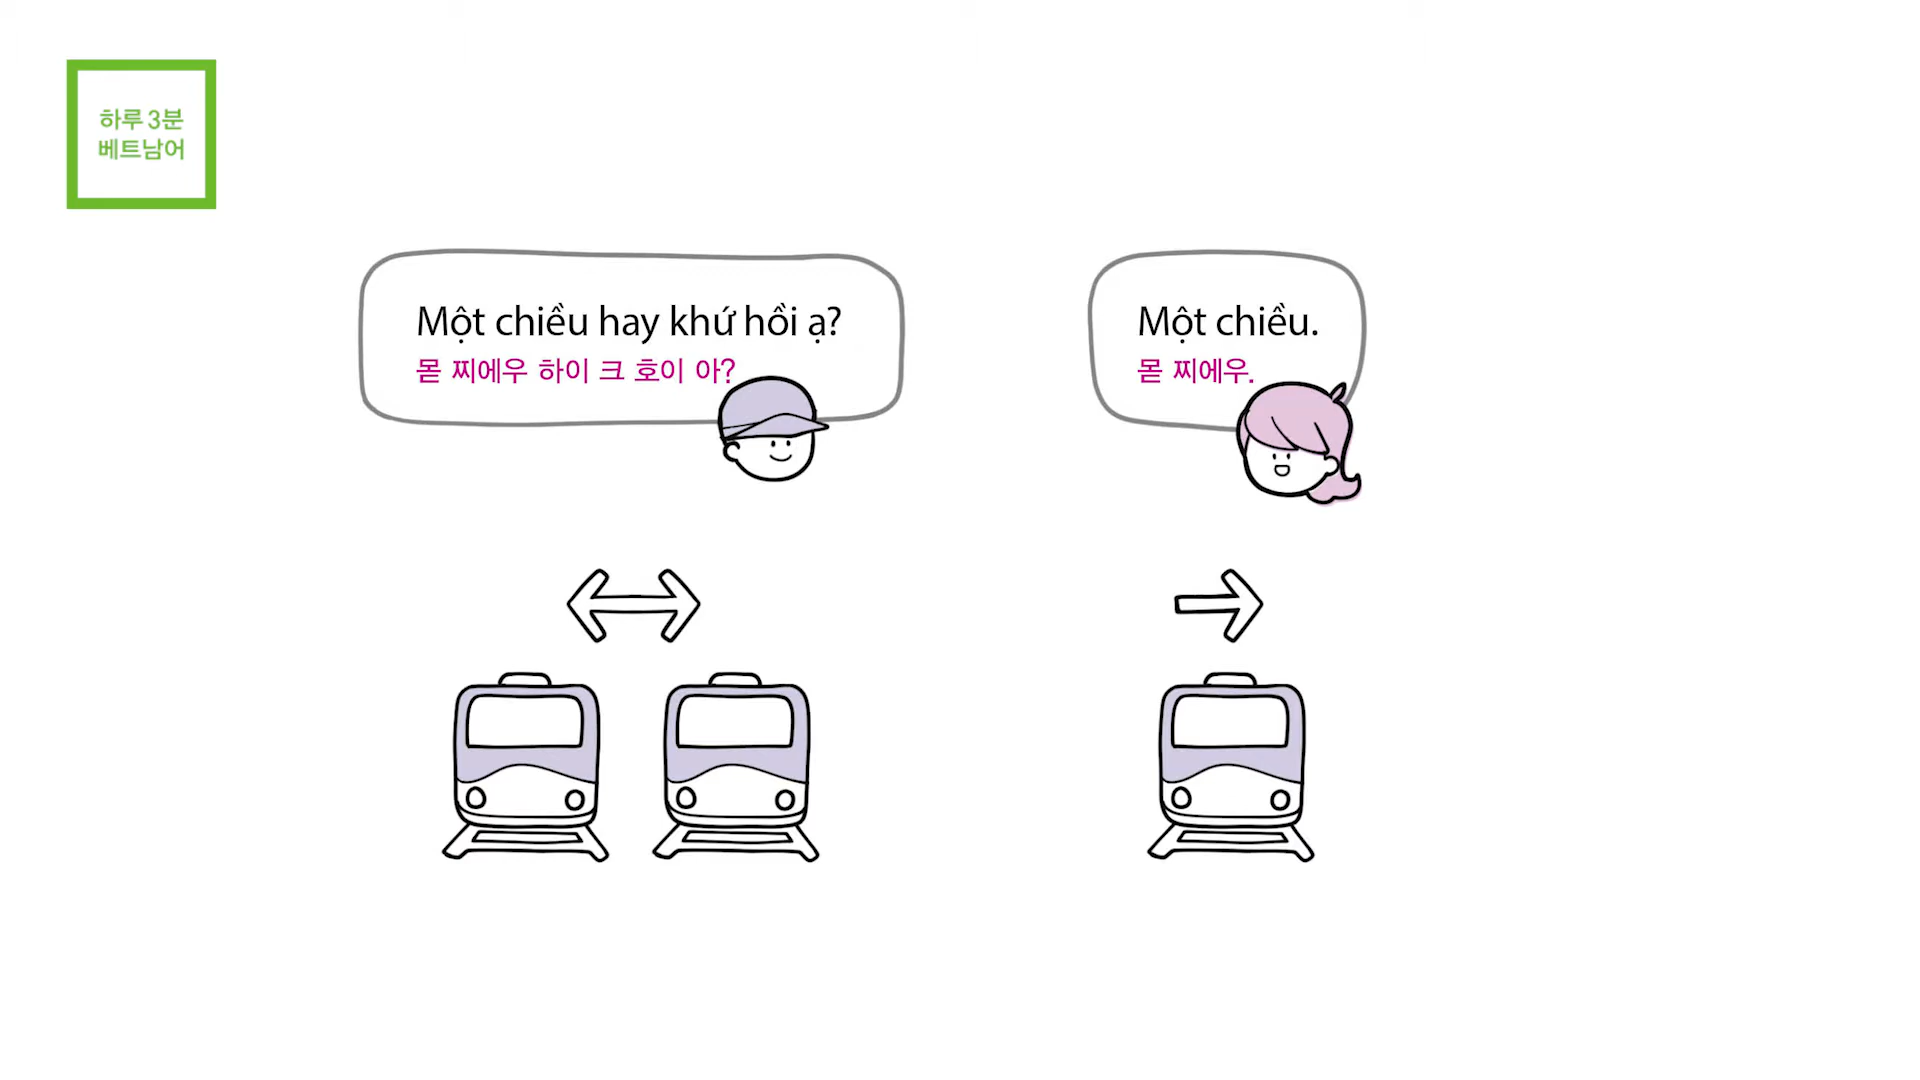 하루 3분
베트남어
Một chiều hay khứ hồi ạ?
몯 찌에우 하이 크 호이 아?
Một chiều.
몯 찌에우.